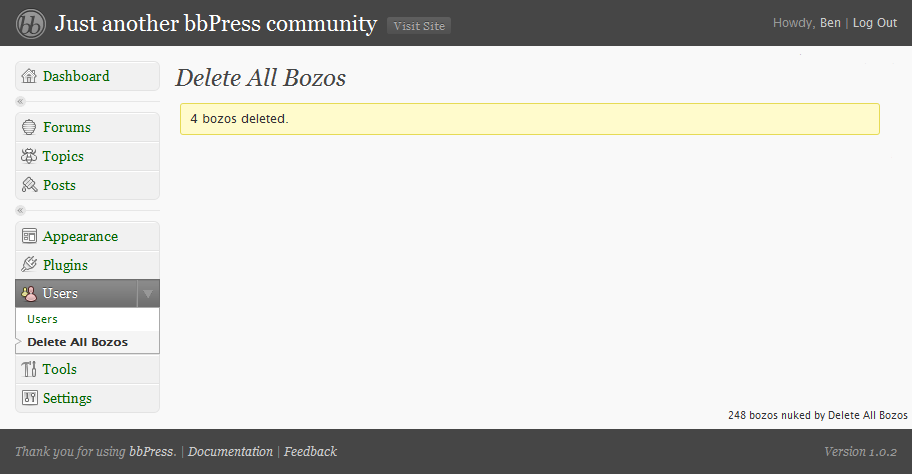 bb Just another bbPress community Visit Site Howdy, Ben | Log Out
Dashboard
«
Forums
Topics
Posts
«
Appearance
Plugins
Users
Users
Delete All Bozos
Tools
Settings
Delete All Bozos
4 bozos deleted.
248 bozos nuked by Delete All Bozos
Thank you for using bbPress. | Documentation | Feedback Version 1.0.2